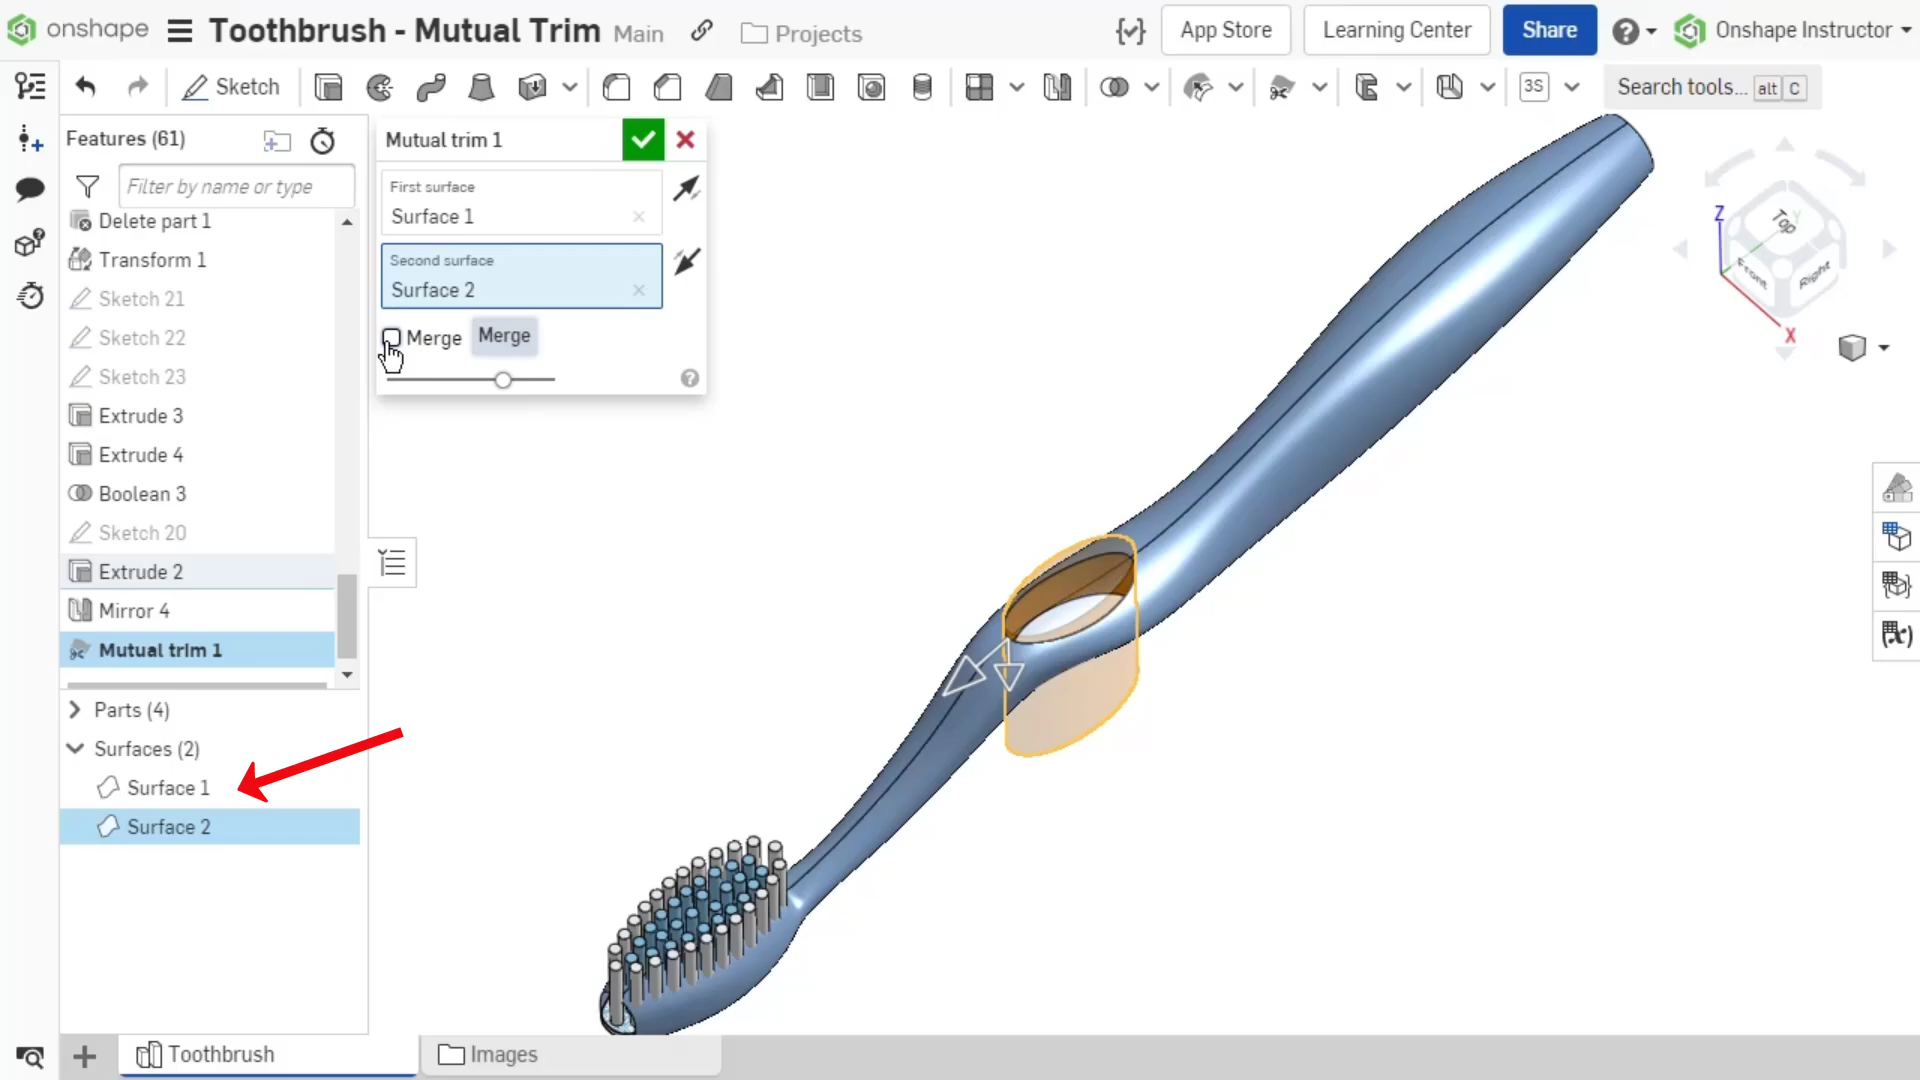 onshape
Toothbrush - Mutual Trim Main
Projects
App Store
Learning Center
Share
Onshape Instructor
Sketch
3S
Search tools... alt C
Features (61)
Filter by name or type
Delete part 1
Transform 1
Sketch 21
Sketch 22
Sketch 23
Extrude 3
Extrude 4
Boolean 3
Sketch 20
Extrude 2
Mirror 4
Mutual trim 1
Parts (4)
Surfaces (2)
Surface 1
Surface 2
Mutual trim 1
First surface
Surface 1
Second surface
Surface 2
Merge Merge
Z
Top
Y
Front
Right
X
Toothbrush
Images